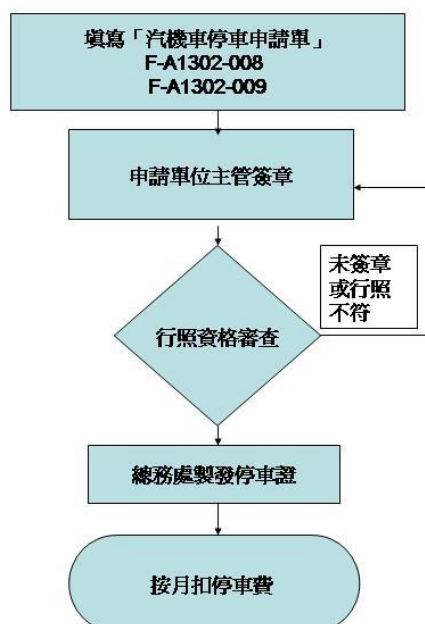 填寫「汽機車停車申請單」
F-A1302-008
F-A1302-009
申請單位主管簽章
未簽章
或行照
不符
行照資格審查
總務處製發停車證
按月扣停車費